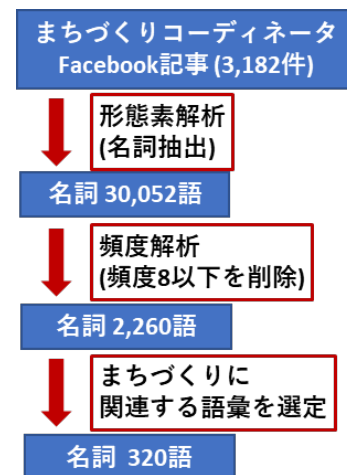 まちづくりコーディネータ
Facebook記事 (3,182件)
形態素解析
(名詞抽出)
名詞 30,052語
頻度解析
(頻度8以下を削除)
名詞 2,260語
まちづくりに
関連する語彙を選定
名詞 320語